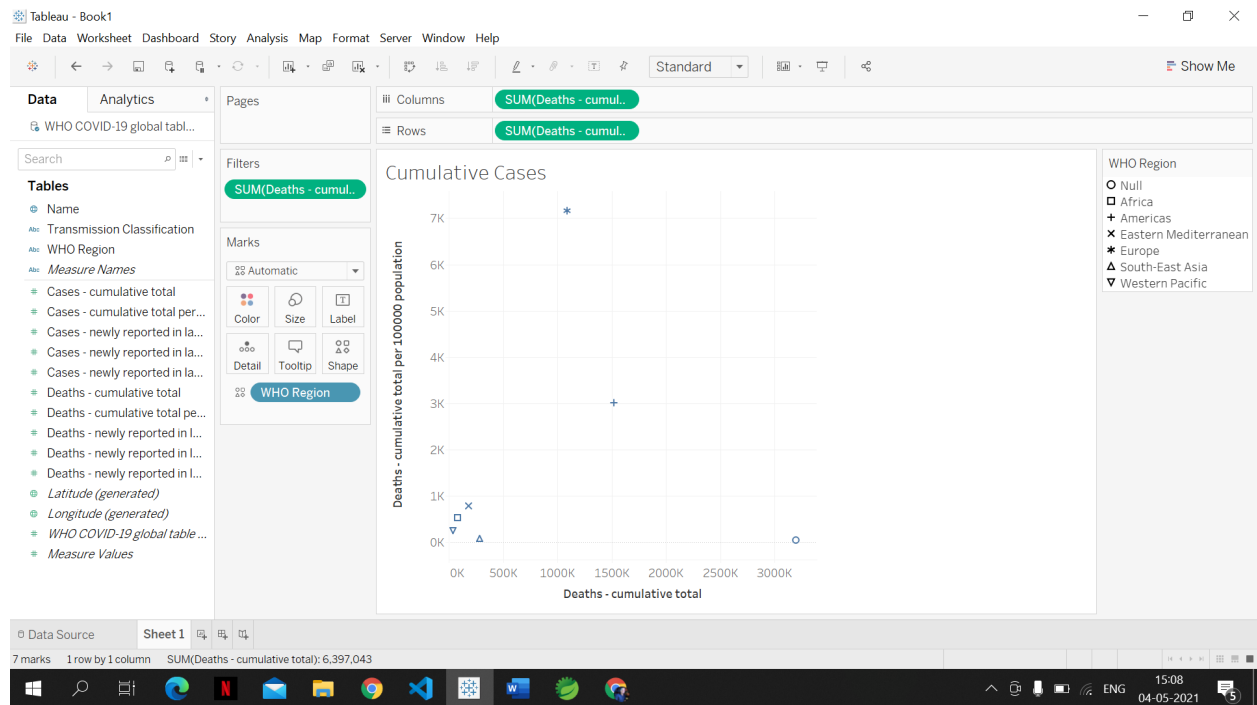 Tableau - Book1
File Data Worksheet Dashboard Story Analysis Map Format Server Window Help
Standard
Show Me
Data
Analytics
WHO COVID-19 global tabl...
Search
Tables
Name
Abc Transmission Classification
Abc WHO Region
Abc Measure Names
# Cases - cumulative total
# Cases - cumulative total per...
# Cases - newly reported in la...
# Cases - newly reported in la...
# Cases - newly reported in la...
# Deaths - cumulative total
# Deaths - cumulative total pe...
# Deaths - newly reported in l...
# Deaths - newly reported in l...
# Deaths - newly reported in l...
Latitude (generated)
Longitude (generated)
# WHO COVID-19 global table ...
# Measure Values
Pages
Filters
SUM(Deaths - cumul..
Marks
Automatic
Color
Size
Label
Detail
Tooltip
Shape
WHO Region
Columns
SUM(Deaths - cumul..
Rows
SUM(Deaths - cumul..
Cumulative Cases
Deaths - cumulative total per 100000 population
7K
6K
5K
4K
3K
2K
1K
0K
0K 500K 1000K 1500K 2000K 2500K 3000K
Deaths - cumulative total
WHO Region
Null
Africa
Americas
Eastern Mediterranean
Europe
South-East Asia
Western Pacific
Data Source
Sheet 1
7 marks 1 row by 1 column SUM(Deaths - cumulative total): 6,397,043
ENG
15:08
04-05-2021
5